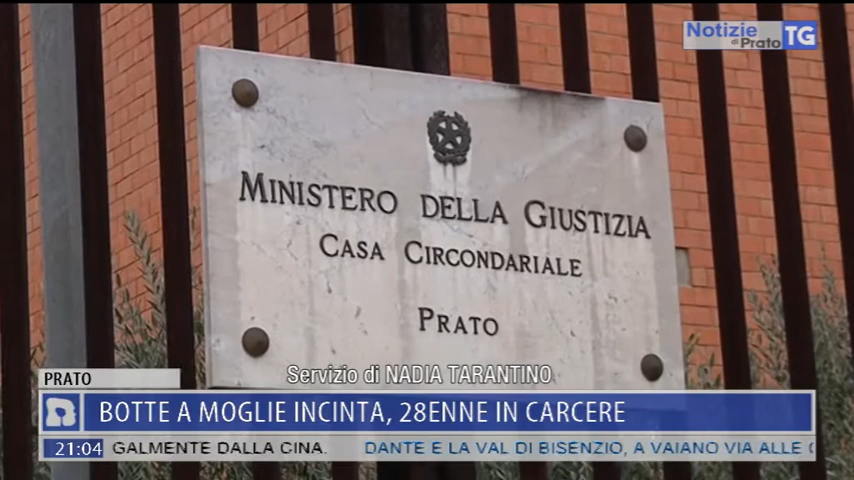 Notizie
di Prato TG
MINISTERO DELLA GIUSTIZIA
CASA CIRCONDARIALE
PRATO
Servizio di NADIA TARANTINO
PRATO
BOTTE A MOGLIE INCINTA, 28ENNE IN CARCERE
21:04 GALMENTE DALLA CINA. DANTE E LA VAL DI BISENZIO, A VAIANO VIA ALLE